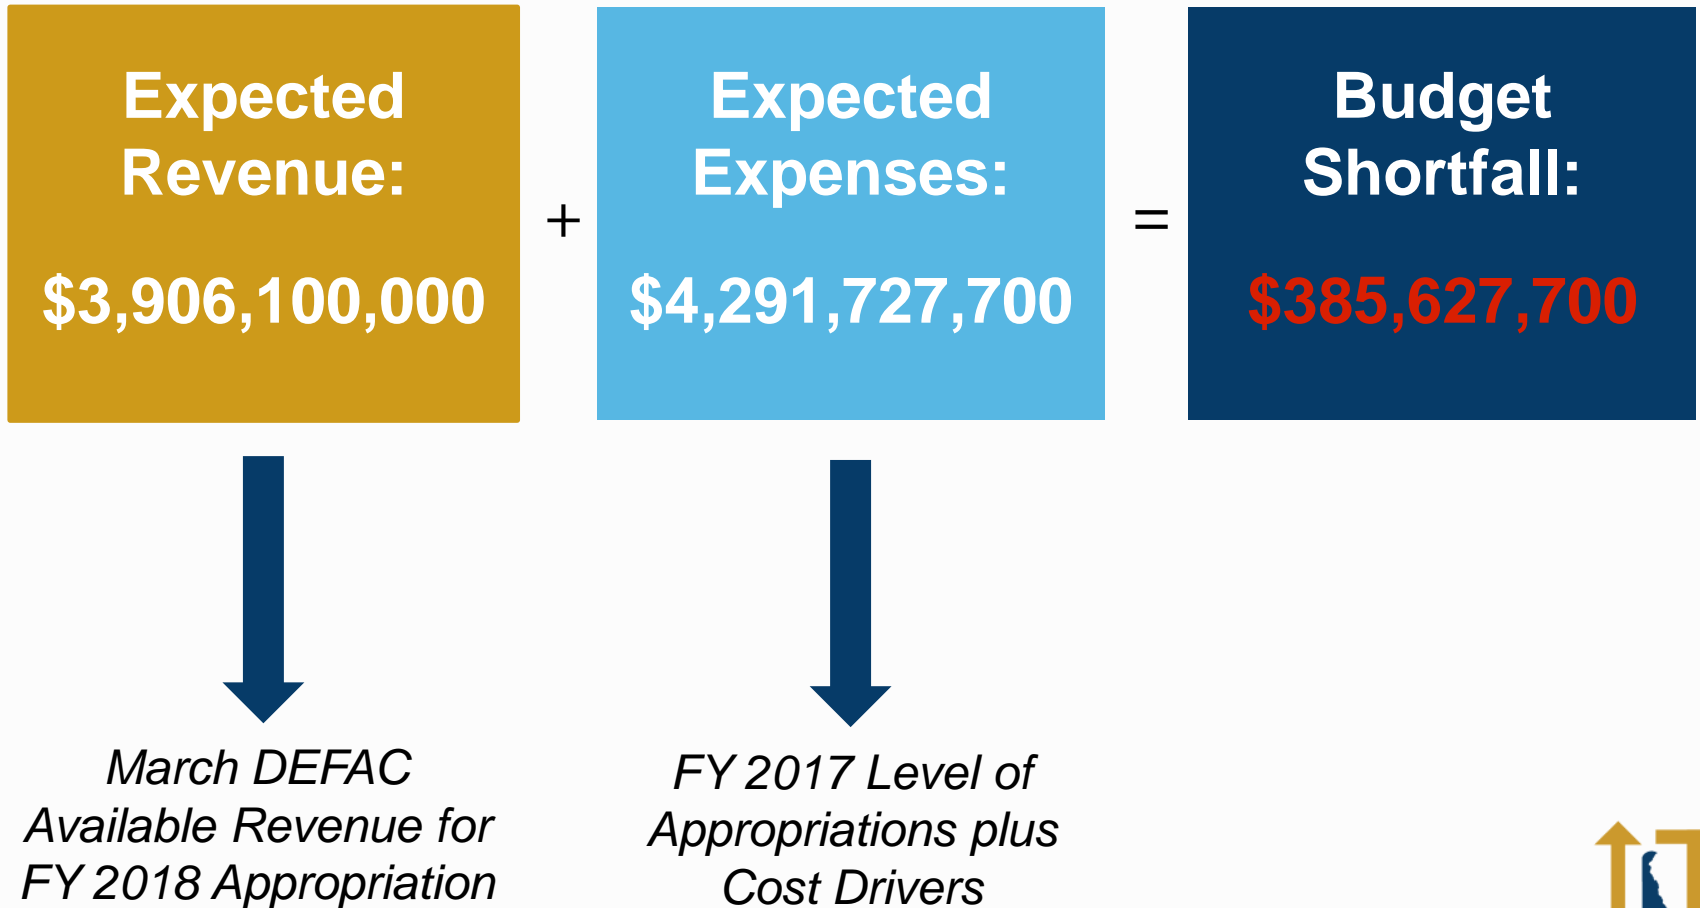 Expected
Revenue:
$3,906,100,000
+
Expected
Expenses:
$4,291,727,700
=
Budget
Shortfall:
$385,627,700
March DEFAC
Available Revenue for
FY 2018 Appropriation
FY 2017 Level of
Appropriations plus
Cost Drivers